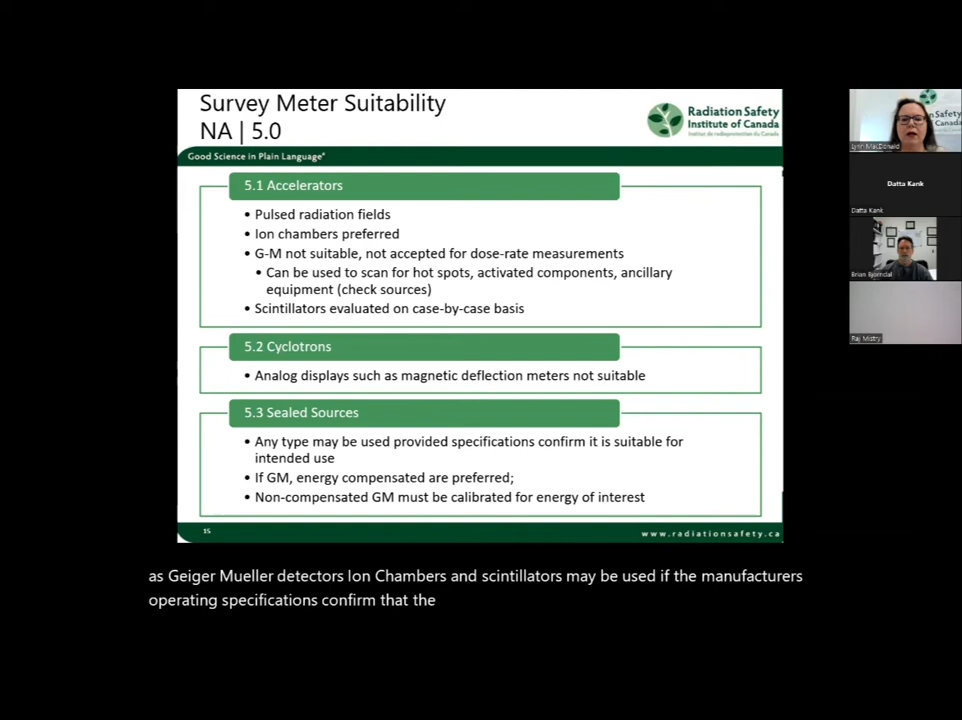 Survey Meter Suitability
NA | 5.0
Radiation Safety
Institute of Canada
Institut de radioprotection du Canada
Good Science in Plain Language®
5.1 Accelerators
• Pulsed radiation fields
• Ion chambers preferred
• G-M not suitable, not accepted for dose-rate measurements
• Can be used to scan for hot spots, activated components, ancillary
equipment (check sources)
• Scintillators evaluated on case-by-case basis
5.2 Cyclotrons
• Analog displays such as magnetic deflection meters not suitable
5.3 Sealed Sources
• Any type may be used provided specifications confirm it is suitable for
intended use
• If GM, energy compensated are preferred;
• Non-compensated GM must be calibrated for energy of interest
15
www.radiationsafety.ca
Lynn MacDonald
Datta Kank
Datta Kank
Brian Bjorndal
Raj Mistry
as Geiger Mueller detectors Ion Chambers and scintillators may be used if the manufacturers
operating specifications confirm that the